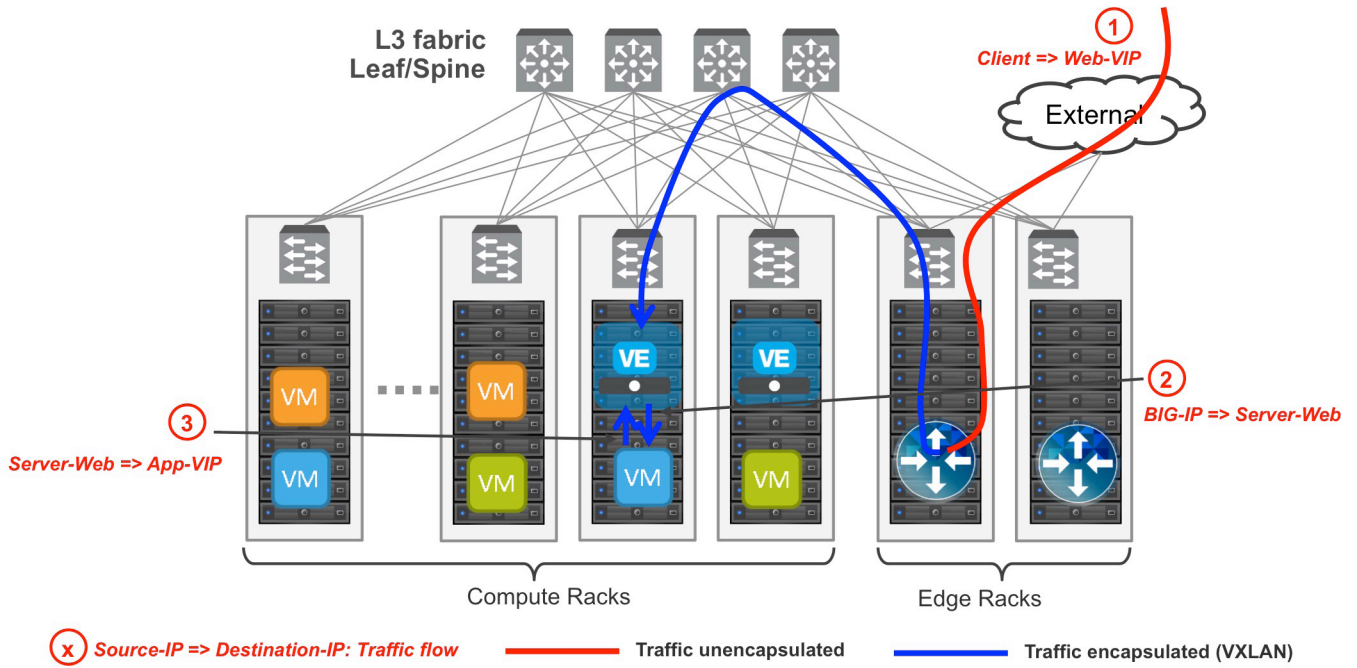 L3 fabric
Leaf/Spine
1
Client => Web-VIP
External
VE
VE
VM
VM
2
BIG-IP => Server-Web
3
Server-Web => App-VIP
VM
VM
VM
VM
Compute Racks
Edge Racks
x Source-IP => Destination-IP: Traffic flow
Traffic unencapsulated
Traffic encapsulated (VXLAN)